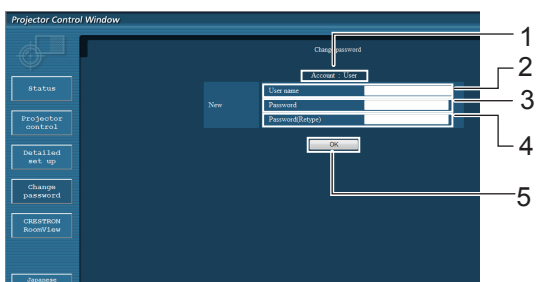 Projector Control Window
Change password
1
Account : User
2
Status
User name
New
Password
3
Projector
control
Password(Retype)
4
OK
Detailed
set up
Change
password
5
CRESTRON
RoomView
Japanese